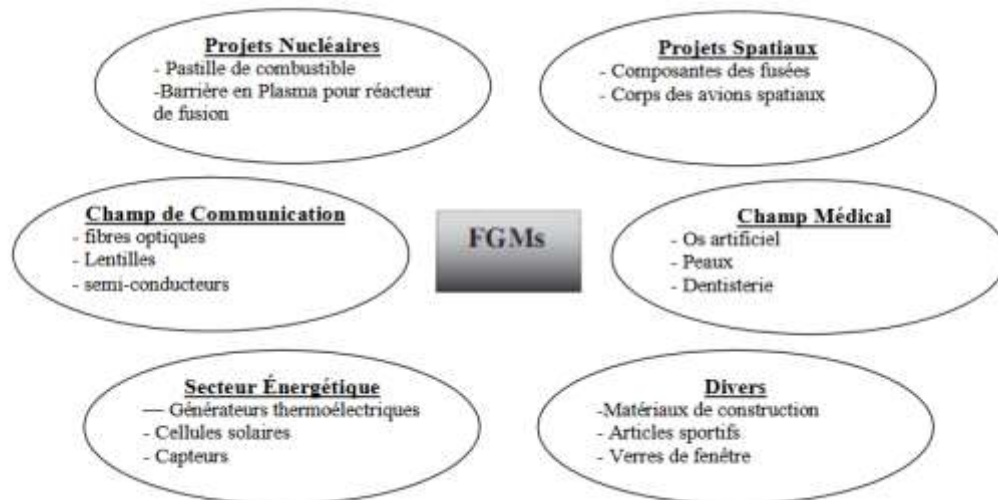 Projets Nucléaires
- Pastille de combustible
-Barrière en Plasma pour réacteur
de fusion
Projets Spatiaux
- Composantes des fusées
- Corps des avions spatiaux
Champ de Communication
- fibres optiques
- Lentilles
- semi-conducteurs
FGMs
Champ Médical
- Os artificiel
- Peaux
- Dentisterie
Secteur Énergétique
— Générateurs thermoélectriques
- Cellules solaires
- Capteurs
Divers
-Matériaux de construction
- Articles sportifs
- Verres de fenêtre